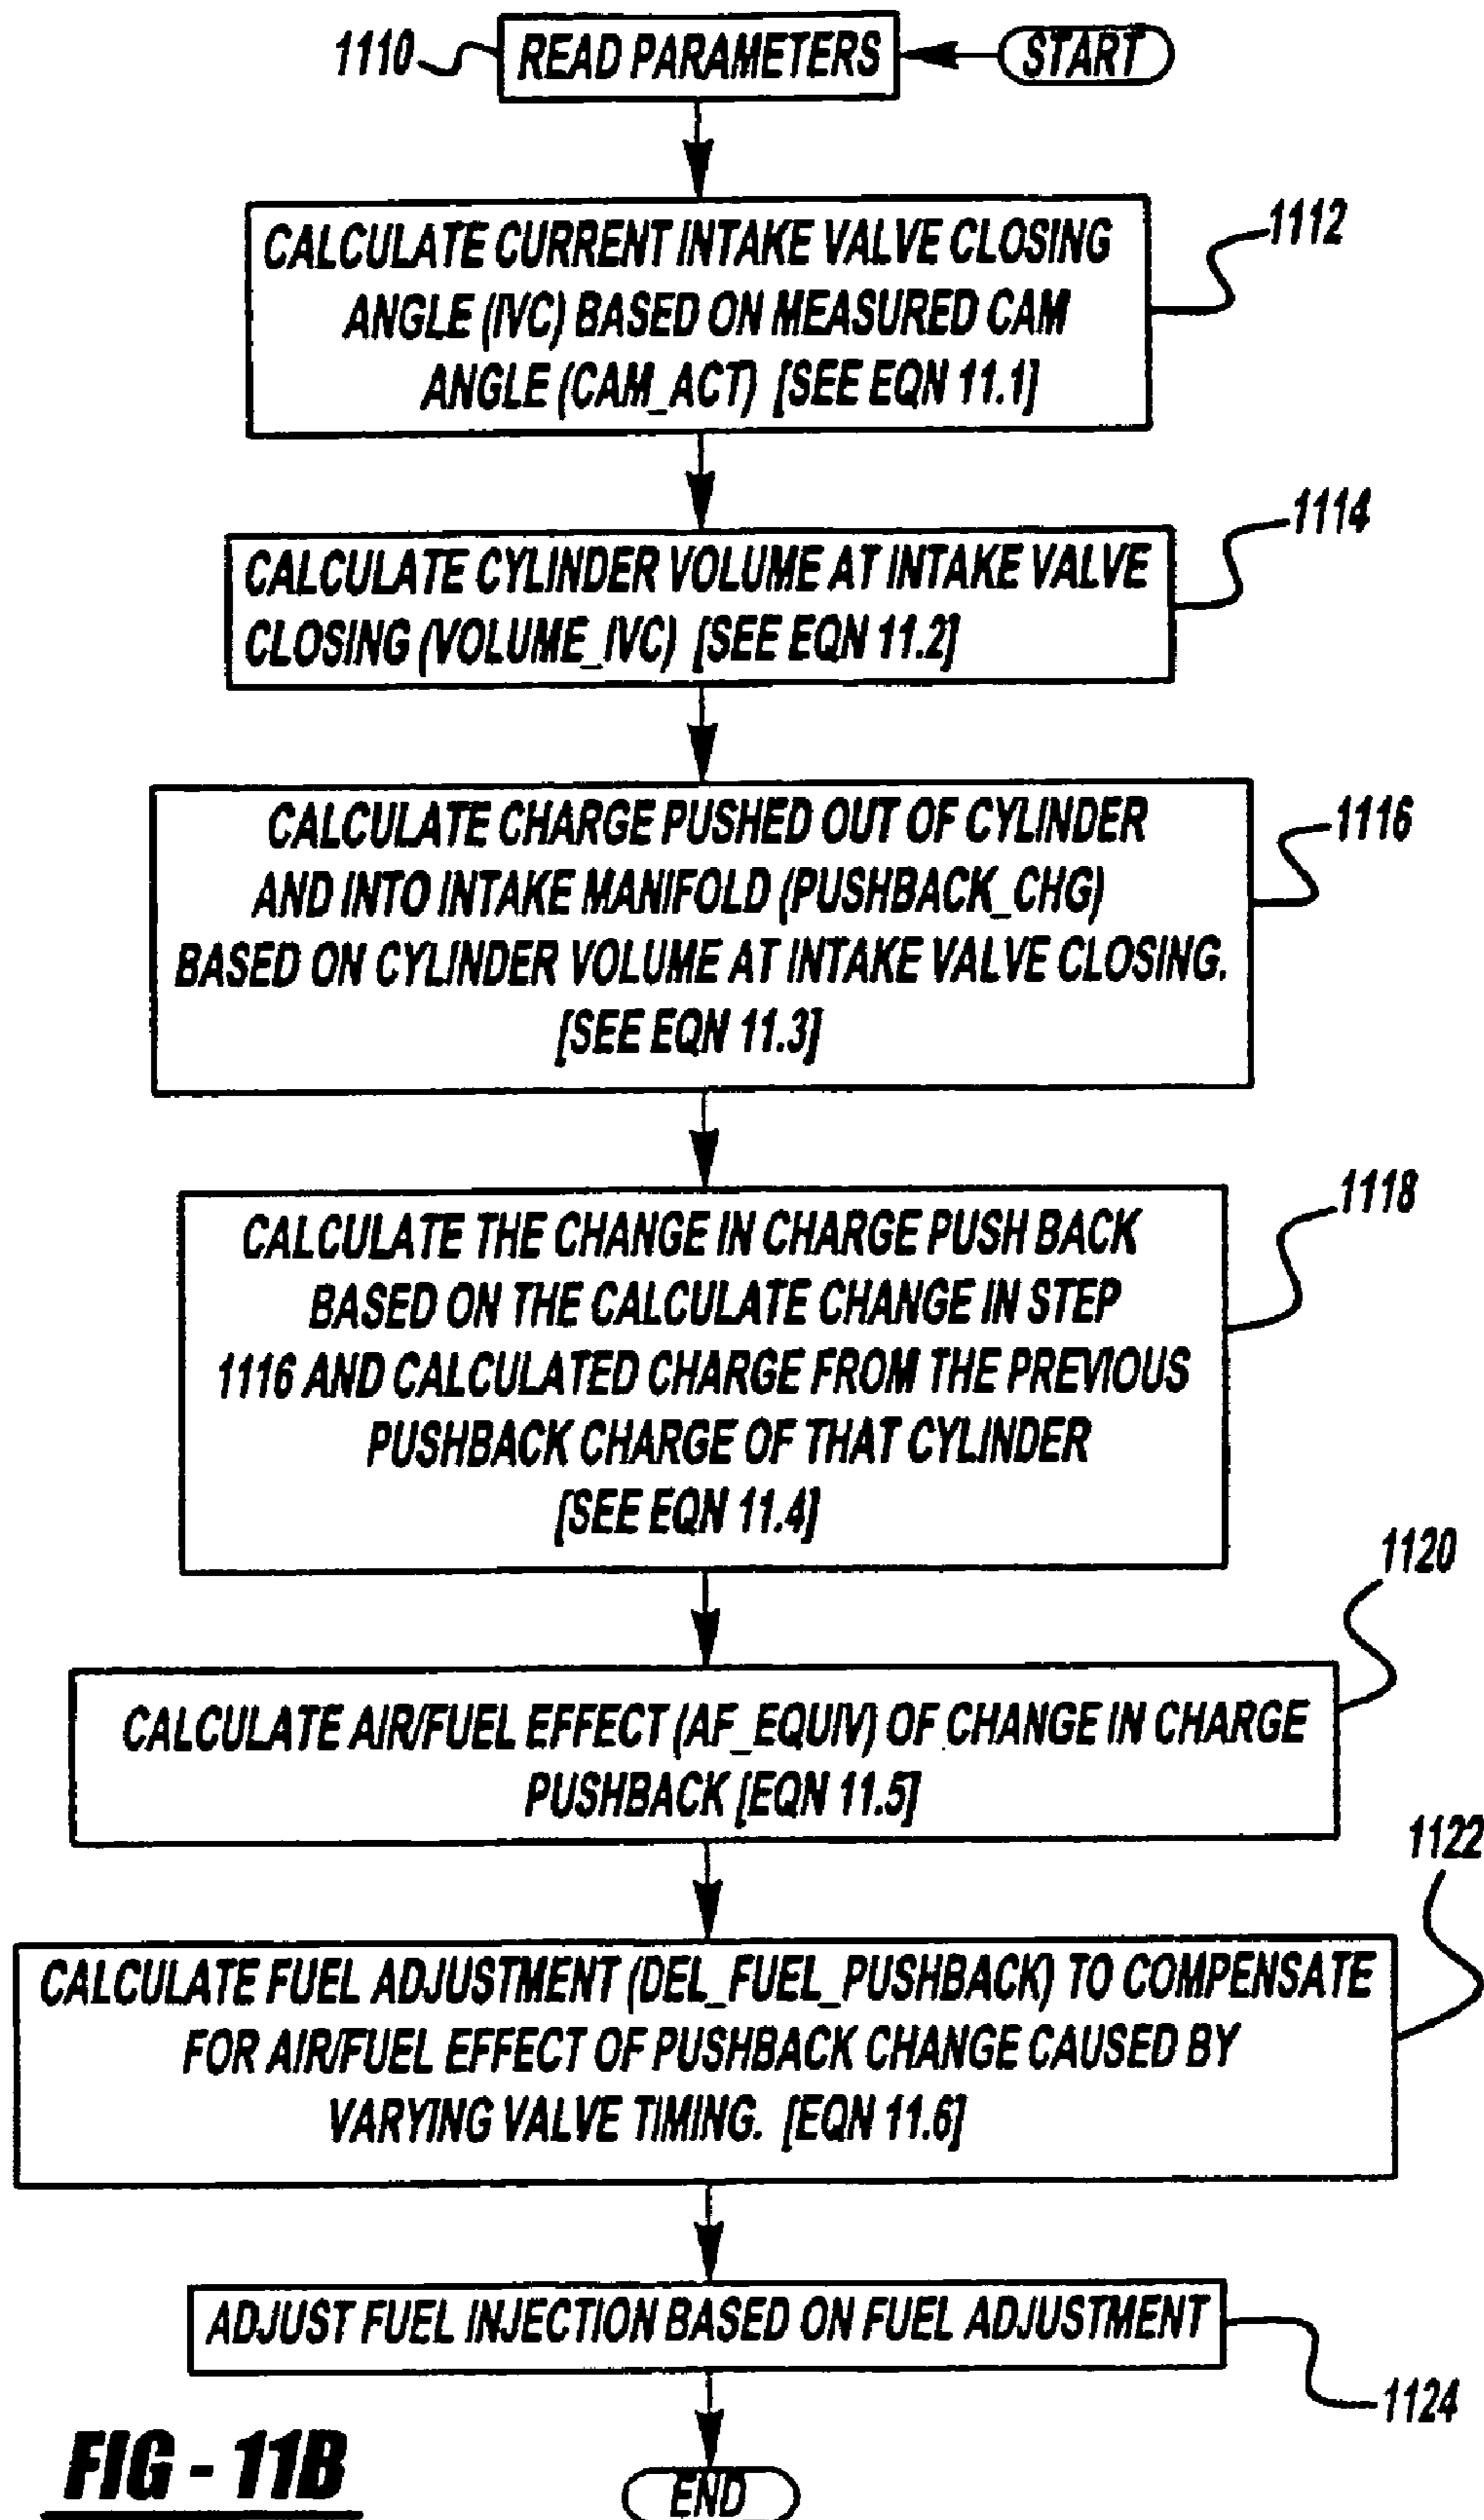 START
1110
READ PARAMETERS
1112
CALCULATE CURRENT INTAKE VALVE CLOSING
ANGLE (IVC) BASED ON MEASURED CAM
ANGLE (CAM_ACT) [SEE EQN 11.1]
1114
CALCULATE CYLINDER VOLUME AT INTAKE VALVE
CLOSING (VOLUME_IVC) [SEE EQN 11.2]
1116
CALCULATE CHARGE PUSHED OUT OF CYLINDER
AND INTO INTAKE MANIFOLD (PUSHBACK_CHG)
BASED ON CYLINDER VOLUME AT INTAKE VALVE CLOSING.
[SEE EQN 11.3]
1118
CALCULATE THE CHANGE IN CHARGE PUSH BACK
BASED ON THE CALCULATE CHANGE IN STEP
1116 AND CALCULATED CHARGE FROM THE PREVIOUS
PUSHBACK CHARGE OF THAT CYLINDER
[SEE EQN 11.4]
1120
CALCULATE AIR/FUEL EFFECT (AF_EQUIV) OF CHANGE IN CHARGE
PUSHBACK [EQN 11.5]
1122
CALCULATE FUEL ADJUSTMENT (DEL_FUEL_PUSHBACK) TO COMPENSATE
FOR AIR/FUEL EFFECT OF PUSHBACK CHANGE CAUSED BY
VARYING VALVE TIMING. [EQN 11.6]
ADJUST FUEL INJECTION BASED ON FUEL ADJUSTMENT
1124
FIG - 11B
END